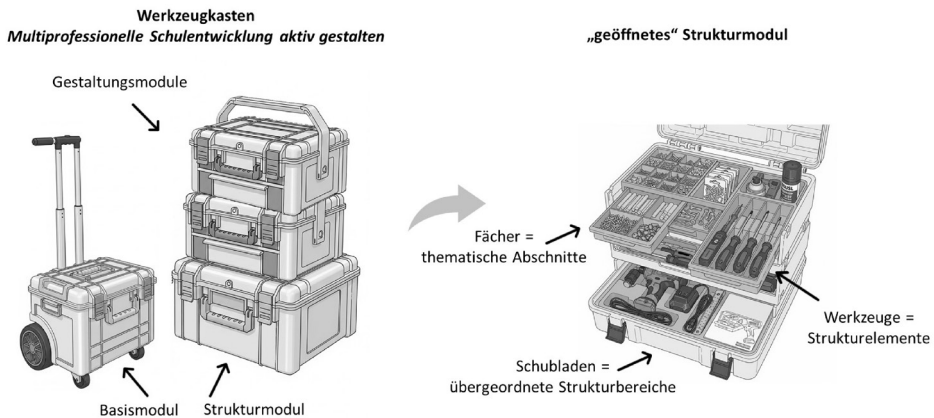 Werkzeugkasten
Multiprofessionelle Schulentwicklung aktiv gestalten
Gestaltungsmodule
Basismodul
Strukturmodul
„geöffnetes“ Strukturmodul
Fächer =
thematische Abschnitte
Werkzeuge =
Strukturelemente
Schubladen =
übergeordnete Strukturbereiche